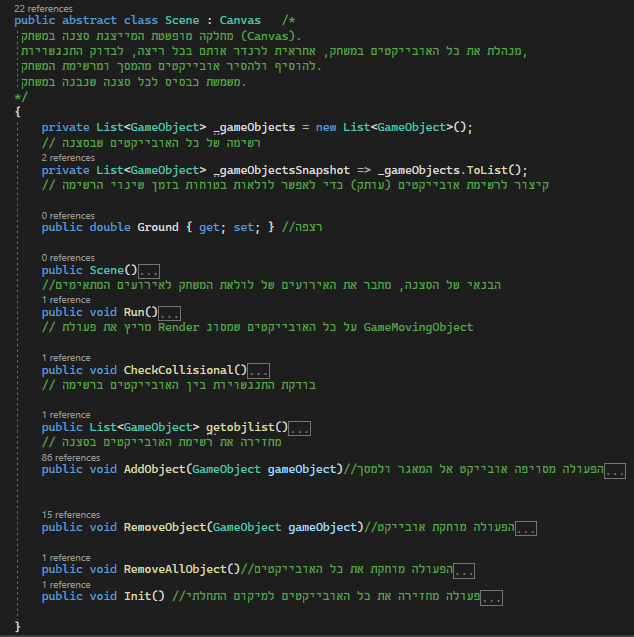 22 references
public abstract class Scene : Canvas /*
מחלקה מופשטת המייצגת סצנה במשחק (Canvas).
מנהלת את כל האובייקטים במשחק, אחראית לרנדר אותם בכל ריצה, לבדוק התנגשויות,
להוסיף ולהסיר אובייקטים מהמסך ומרשימת המשחק.
משמשת כבסיס לכל סצנה שנבנה במשחק.
*/
{
private List<GameObject> _gameObjects = new List<GameObject>();
// רשימה של כל האובייקטים שבסצנה
2 references
private List<GameObject> _gameObjectsSnapshot => _gameObjects.ToList();
// קיצור לרשימת אובייקטים (עותק) כדי לאפשר לולאות בטוחות בזמן שינוי הרשימה
0 references
public double Ground { get; set; } //רצפה
0 references
public Scene()...
//הבנאי של הסצנה, מחבר את האירועים של לולאת המשחק לאירועים המתאימים
1 reference
public void Run()...
// מריץ את פעולת Render על כל האובייקטים שמסוג GameMovingObject
1 reference
public void CheckCollisional()...
// בודקת התנגשויות בין האובייקטים ברשימה
1 reference
public List<GameObject> getobjlist()...
// מחזירה את רשימת האובייקטים בסצנה
86 references
public void AddObject(GameObject gameObject)//הפעולה מסויפה אובייקט אל המאגר ולמסך...
15 references
public void RemoveObject(GameObject gameObject)//הפעולה מוחקת אובייקט...
1 reference
public void RemoveAllObject()//הפעולה מוחקת את כל האובייקטים...
1 reference
public void Init() //פעולה מחזירה את כל האובייקטים למיקום התחלתי...
}